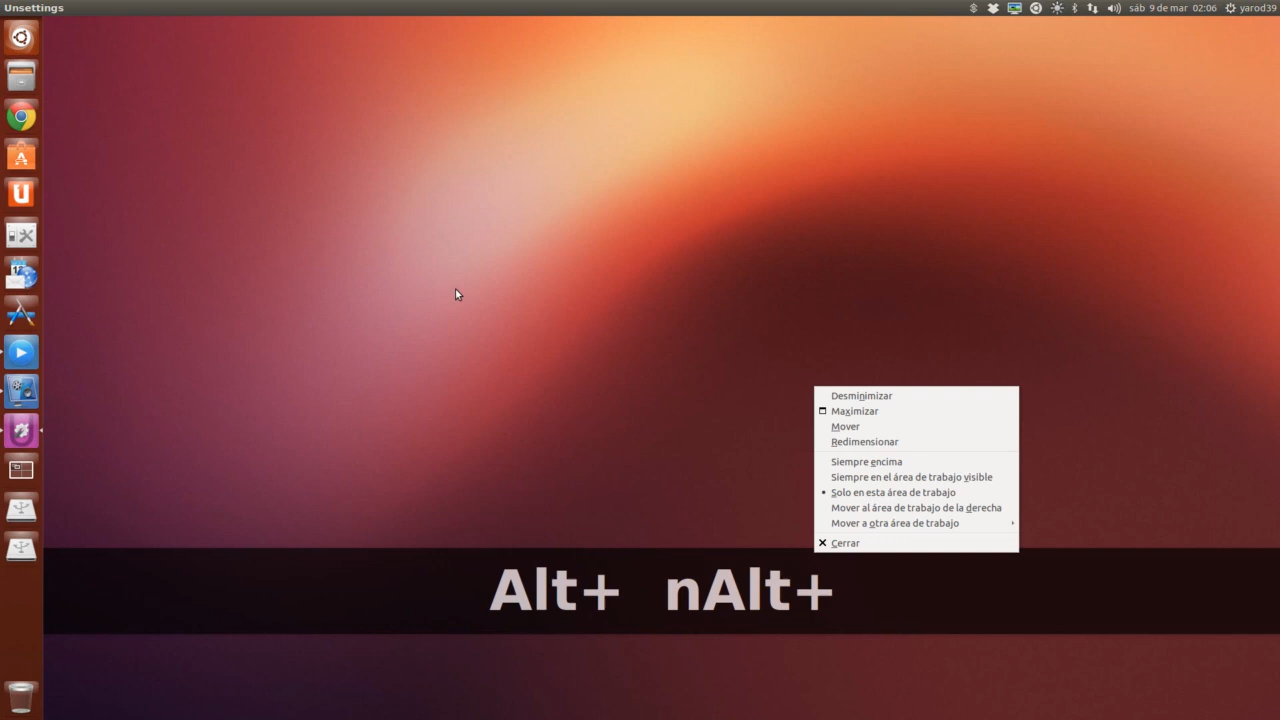 Unsettings
sáb 9 de mar 02:06 yarod39
Desminimizar
Maximizar
Mover
Redimensionar
Siempre encima
Siempre en el área de trabajo visible
Solo en esta área de trabajo
Mover al área de trabajo de la derecha
Mover a otra área de trabajo
Cerrar
Alt+ nAlt+